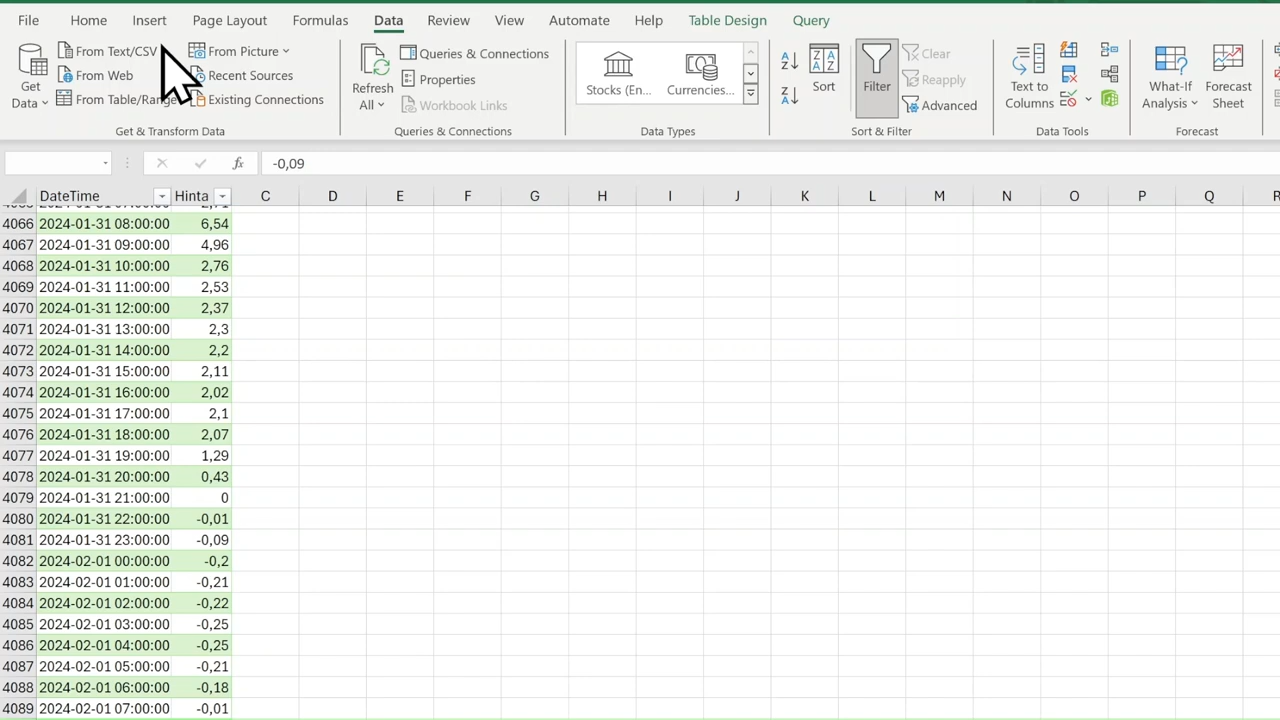 File Home Insert Page Layout Formulas Data Review View Automate Help Table Design Query
From Text/CSV From Picture Queries & Connections Clear
Get From Web Recent Sources Refresh Properties Stocks (En... Currencies... Sort Filter Reapply Text to What-If Forecast
Data From Table/Range Existing Connections All Workbook Links Advanced Columns Analysis Sheet
Get & Transform Data Queries & Connections Data Types Sort & Filter Data Tools Forecast
fx -0,09
DateTime Hinta C D E F G H I J K L M N O P Q R
4066 2024-01-31 08:00:00 6,54
4067 2024-01-31 09:00:00 4,96
4068 2024-01-31 10:00:00 2,76
4069 2024-01-31 11:00:00 2,53
4070 2024-01-31 12:00:00 2,37
4071 2024-01-31 13:00:00 2,3
4072 2024-01-31 14:00:00 2,2
4073 2024-01-31 15:00:00 2,11
4074 2024-01-31 16:00:00 2,02
4075 2024-01-31 17:00:00 2,1
4076 2024-01-31 18:00:00 2,07
4077 2024-01-31 19:00:00 1,29
4078 2024-01-31 20:00:00 0,43
4079 2024-01-31 21:00:00 0
4080 2024-01-31 22:00:00 -0,01
4081 2024-01-31 23:00:00 -0,09
4082 2024-02-01 00:00:00 -0,2
4083 2024-02-01 01:00:00 -0,21
4084 2024-02-01 02:00:00 -0,22
4085 2024-02-01 03:00:00 -0,25
4086 2024-02-01 04:00:00 -0,25
4087 2024-02-01 05:00:00 -0,21
4088 2024-02-01 06:00:00 -0,18
4089 2024-02-01 07:00:00 -0,01